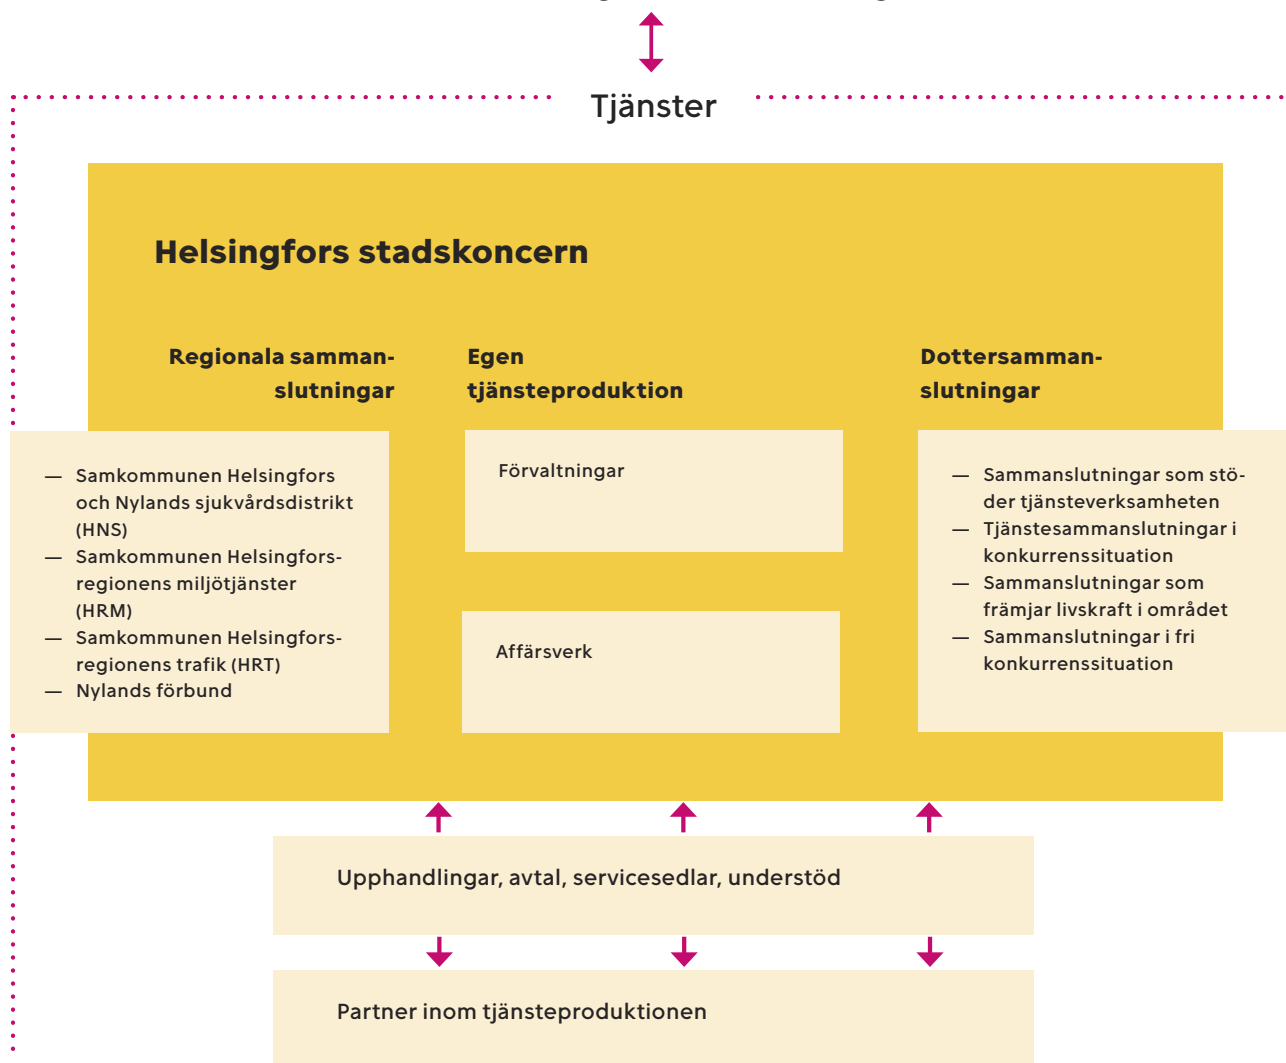 Tjänster
Helsingfors stadskoncern
Regionala samman-
slutningar
— Samkommunen Helsingfors
och Nylands sjukvårdsdistrikt
(HNS)
— Samkommunen Helsingfors-
regionens miljötjänster
(HRM)
— Samkommunen Helsingfors-
regionens trafik (HRT)
— Nylands förbund
Egen
tjänsteproduktion
Förvaltningar
Affärsverk
Dottersamman-
slutningar
— Sammanslutningar som stö-
der tjänsteverksamheten
— Tjänstesammanslutningar i
konkurrenssituation
— Sammanslutningar som
främjar livskraft i området
— Sammanslutningar i fri
konkurrenssituation
Upphandlingar, avtal, servicesedlar, understöd
Partner inom tjänsteproduktionen